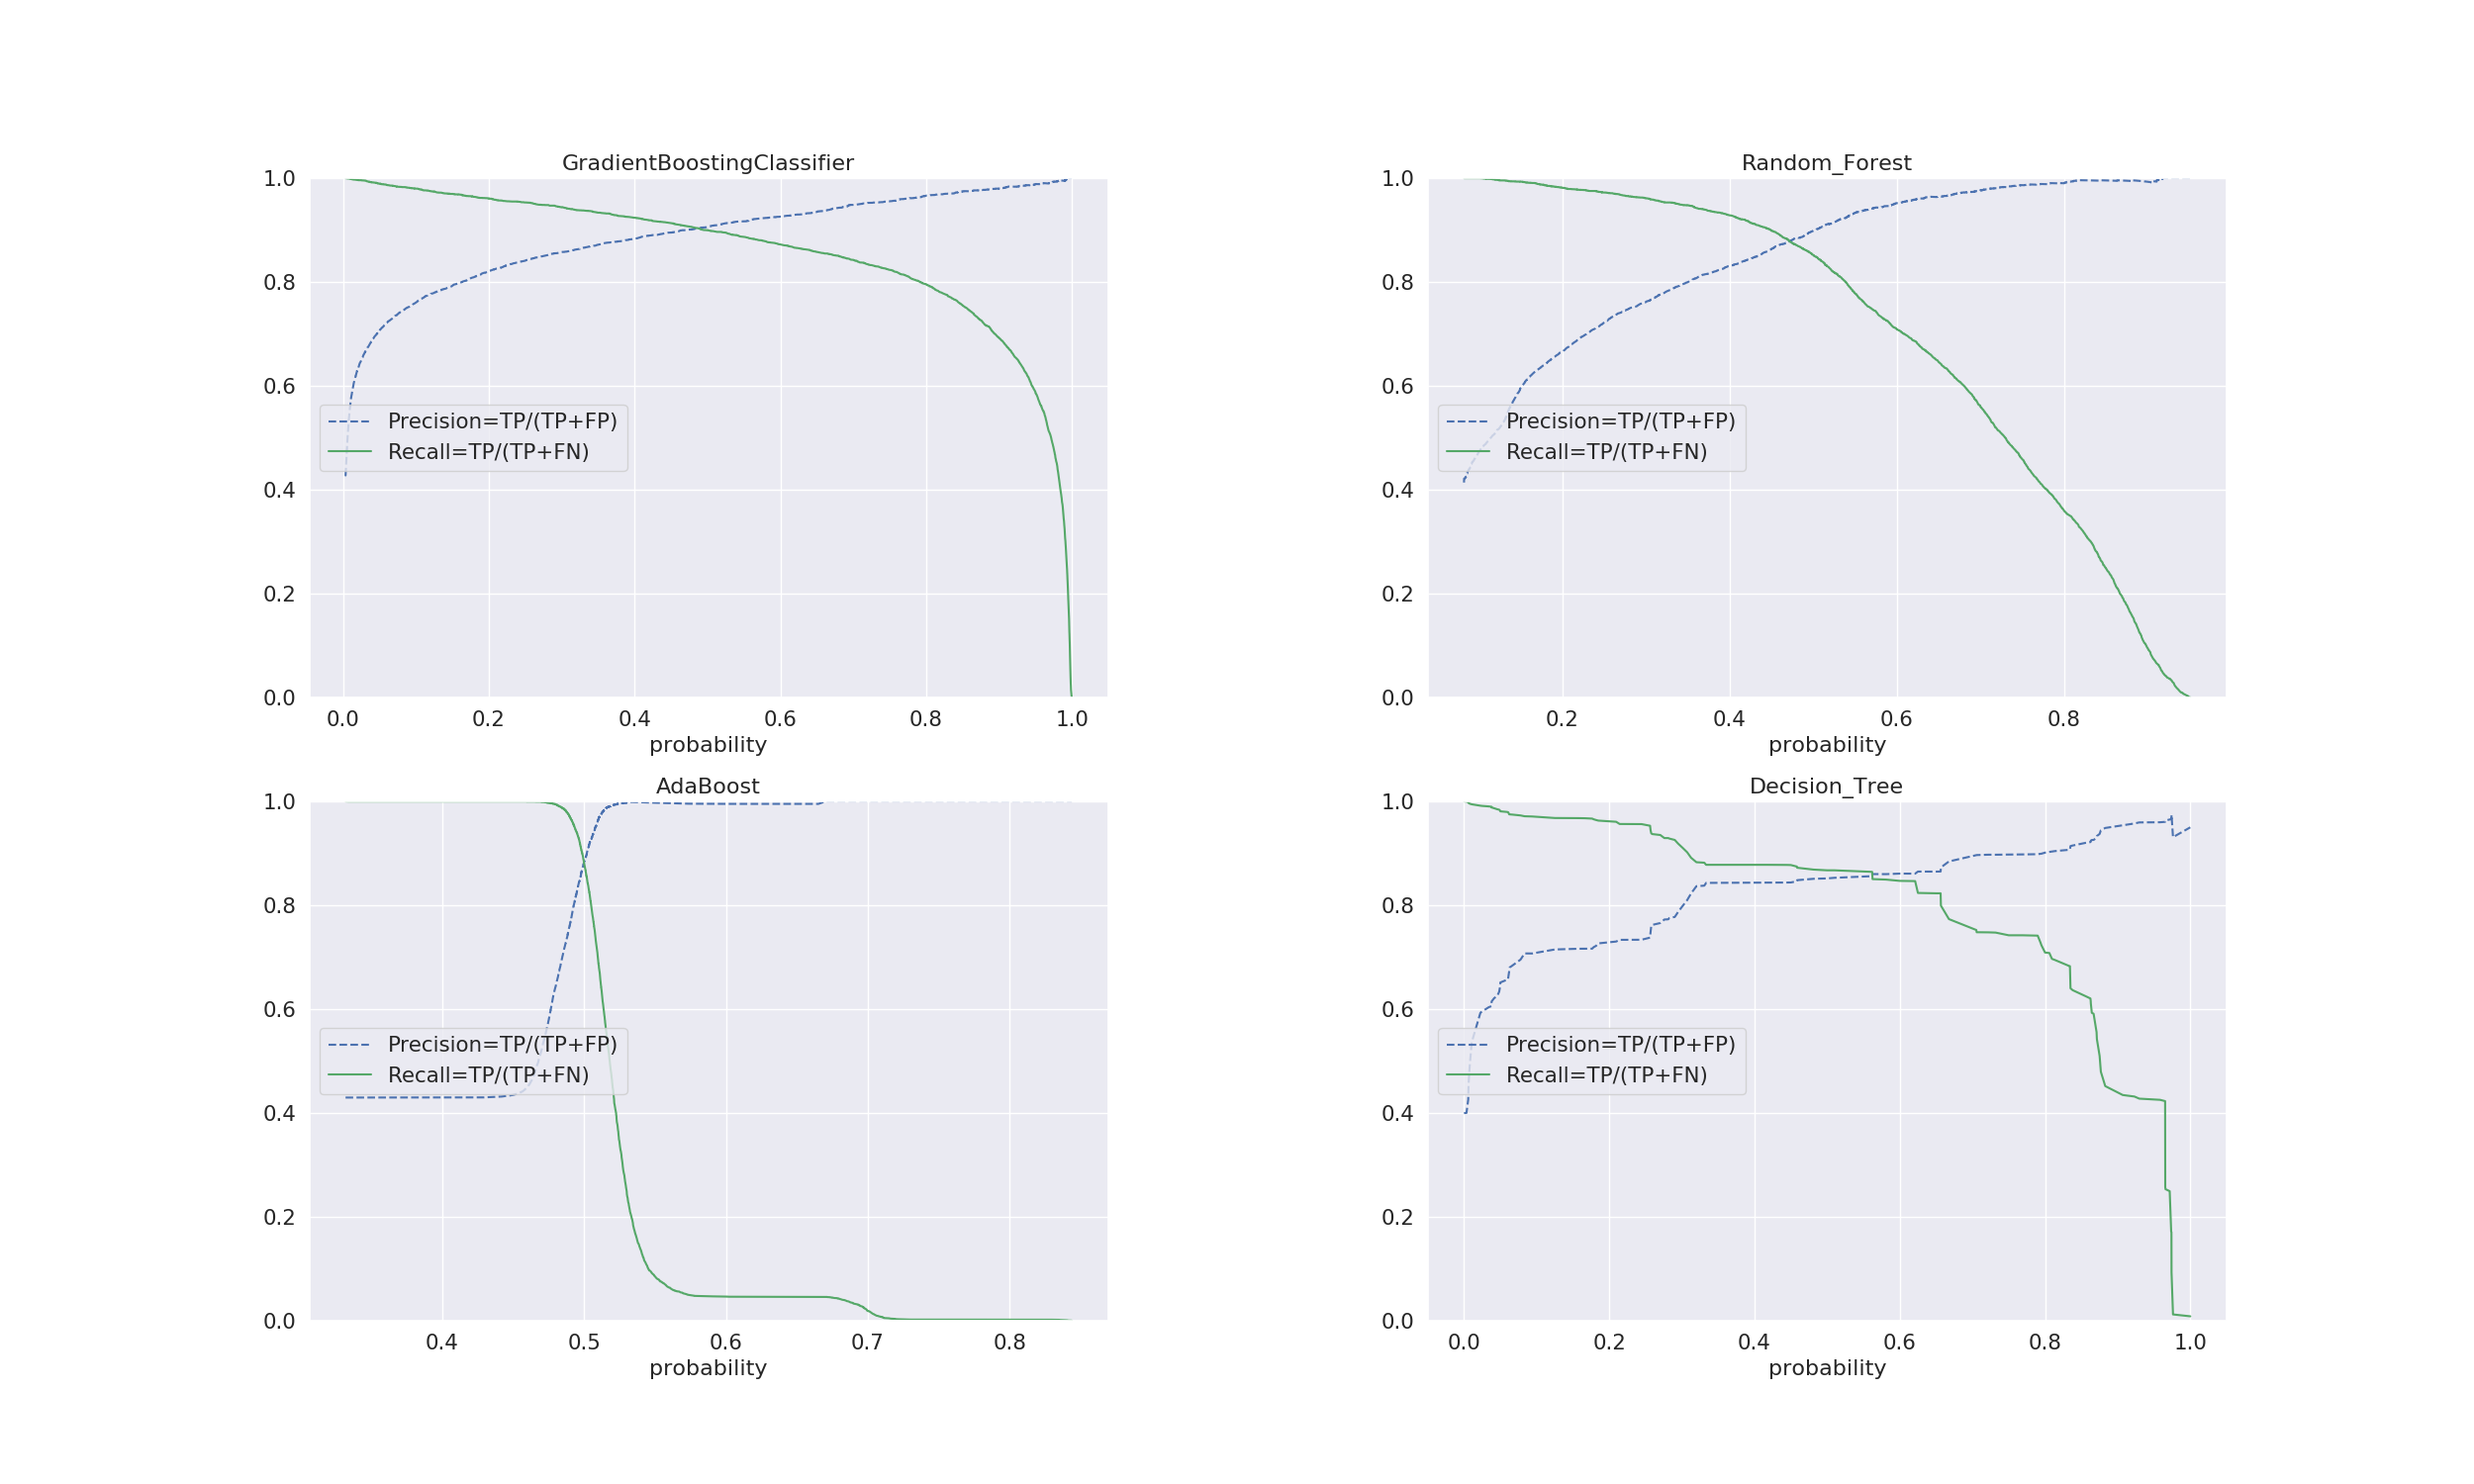 GradientBoostingClassifier
1.0
0.8
0.6
0.4
0.2
0.0
Precision=TP/(TP+FP)
Recall=TP/(TP+FN)
0.0 0.2 0.4 0.6 0.8 1.0
probability
Random_Forest
1.0
0.8
0.6
0.4
0.2
0.0
Precision=TP/(TP+FP)
Recall=TP/(TP+FN)
0.2 0.4 0.6 0.8
probability
AdaBoost
1.0
0.8
0.6
0.4
0.2
0.0
Precision=TP/(TP+FP)
Recall=TP/(TP+FN)
0.4 0.5 0.6 0.7 0.8
probability
Decision_Tree
1.0
0.8
0.6
0.4
0.2
0.0
Precision=TP/(TP+FP)
Recall=TP/(TP+FN)
0.0 0.2 0.4 0.6 0.8 1.0
probability